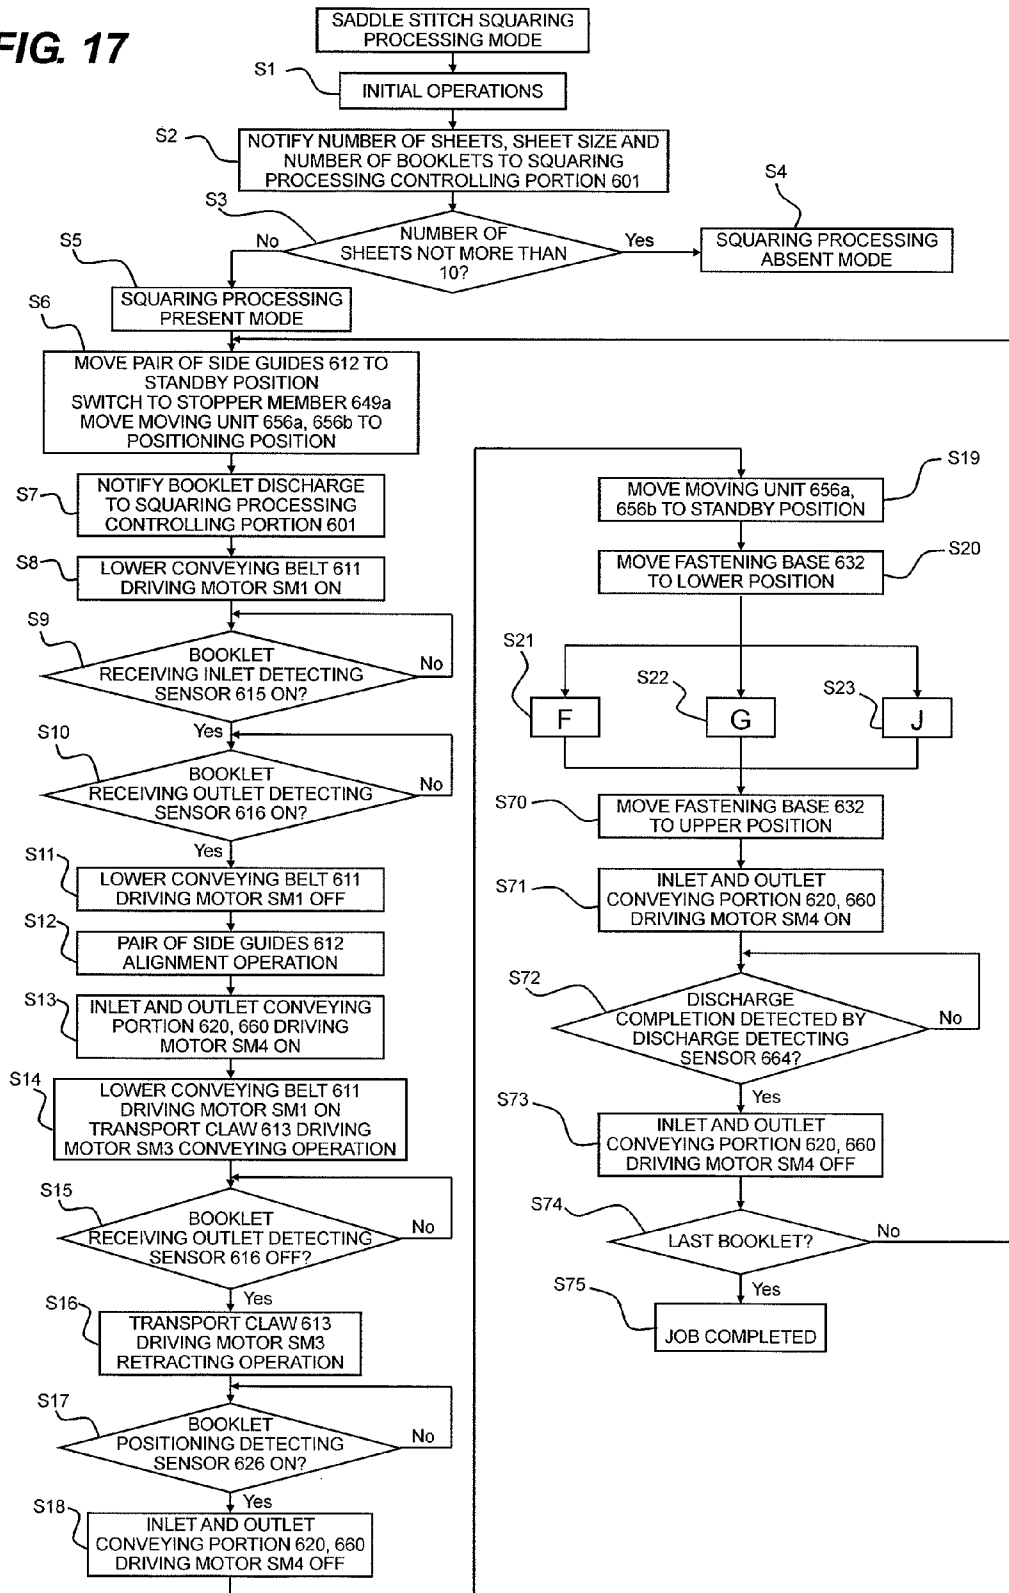 FIG. 17
SADDLE STITCH SQUARING
PROCESSING MODE
S1
INITIAL OPERATIONS
S2
NOTIFY NUMBER OF SHEETS, SHEET SIZE AND
NUMBER OF BOOKLETS TO SQUARING
PROCESSING CONTROLLING PORTION 601
S3
NUMBER OF
SHEETS NOT MORE THAN
10?
No
Yes
S4
SQUARING PROCESSING
ABSENT MODE
S5
SQUARING PROCESSING
PRESENT MODE
S6
MOVE PAIR OF SIDE GUIDES 612 TO
STANDBY POSITION
SWITCH TO STOPPER MEMBER 649a
MOVE MOVING UNIT 656a, 656b TO
POSITIONING POSITION
S7
NOTIFY BOOKLET DISCHARGE
TO SQUARING PROCESSING
CONTROLLING PORTION 601
S8
LOWER CONVEYING BELT 611
DRIVING MOTOR SM1 ON
S9
BOOKLET
RECEIVING INLET DETECTING
SENSOR 615 ON?
No
Yes
S10
BOOKLET
RECEIVING OUTLET DETECTING
SENSOR 616 ON?
No
Yes
S11
LOWER CONVEYING BELT 611
DRIVING MOTOR SM1 OFF
S12
PAIR OF SIDE GUIDES 612
ALIGNMENT OPERATION
S13
INLET AND OUTLET CONVEYING
PORTION 620, 660 DRIVING
MOTOR SM4 ON
S14
LOWER CONVEYING BELT 611
DRIVING MOTOR SM1 ON
TRANSPORT CLAW 613 DRIVING
MOTOR SM3 CONVEYING OPERATION
S15
BOOKLET
RECEIVING OUTLET DETECTING
SENSOR 616 OFF?
No
Yes
S16
TRANSPORT CLAW 613
DRIVING MOTOR SM3
RETRACTING OPERATION
S17
BOOKLET
POSITIONING DETECTING
SENSOR 626 ON?
No
Yes
S18
INLET AND OUTLET
CONVEYING PORTION 620, 660
DRIVING MOTOR SM4 OFF
S19
MOVE MOVING UNIT 656a,
656b TO STANDBY POSITION
S20
MOVE FASTENING BASE 632
TO LOWER POSITION
S21
F
S22
G
S23
J
S70
MOVE FASTENING BASE 632
TO UPPER POSITION
S71
INLET AND OUTLET
CONVEYING PORTION 620, 660
DRIVING MOTOR SM4 ON
S72
DISCHARGE
COMPLETION DETECTED BY
DISCHARGE DETECTING
SENSOR 664?
No
Yes
S73
INLET AND OUTLET
CONVEYING PORTION 620, 660
DRIVING MOTOR SM4 OFF
S74
LAST BOOKLET?
No
Yes
S75
JOB COMPLETED